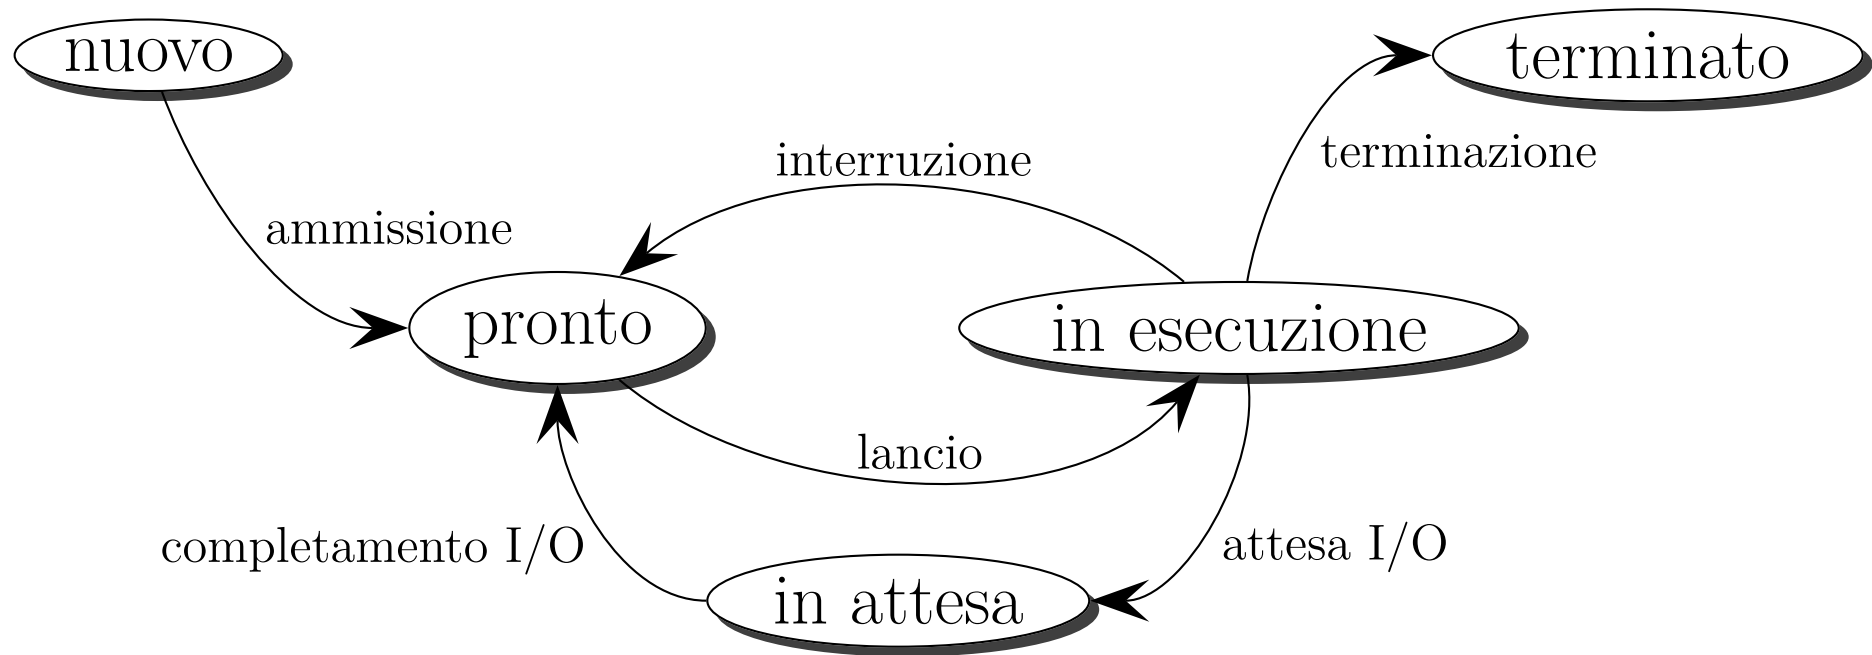 nuovo
terminato
terminazione
interruzione
ammissione
pronto
in esecuzione
lancio
completamento I/O
attesa I/O
in attesa